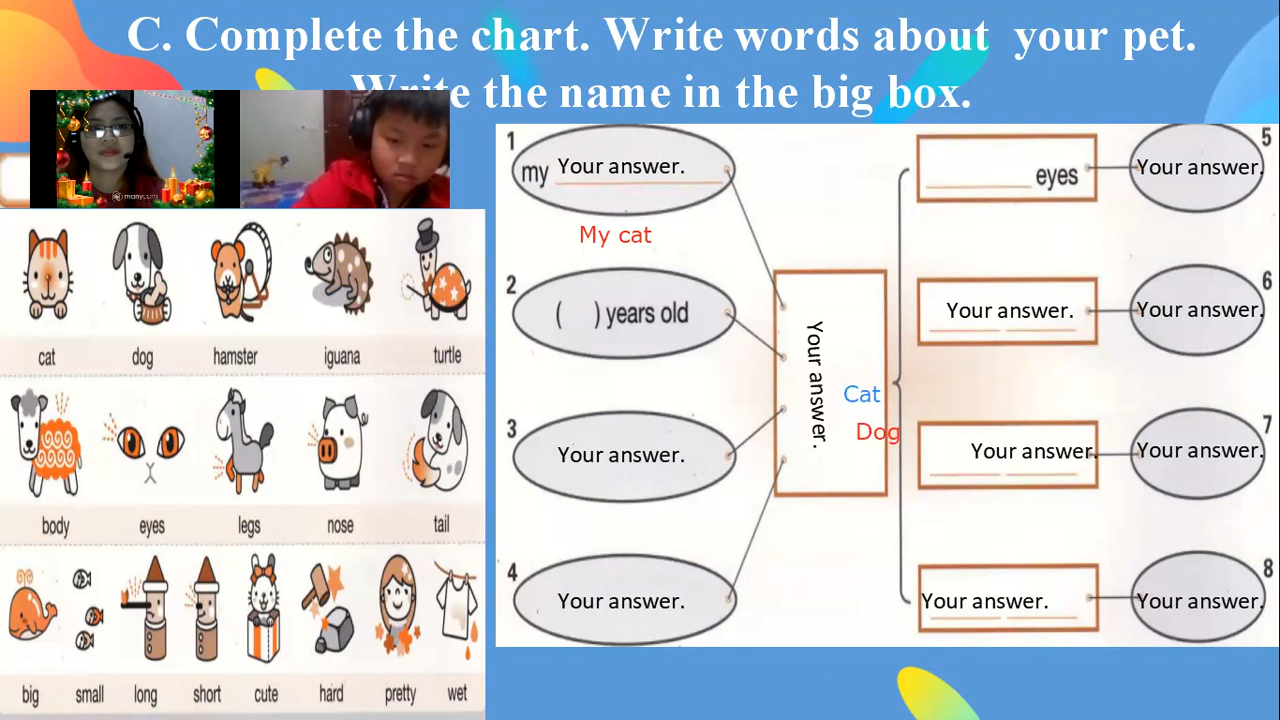 C. Complete the chart. Write words about your pet.
Write the name in the big box.
manycam
cat dog hamster iguana turtle
body eyes legs nose tail
big small long short cute hard pretty wet
1
my Your answer.
My cat
2
( ) years old
3
Your answer.
4
Your answer.
Your answer.
Cat
Dog
_____ eyes
5
Your answer.
Your answer.
6
Your answer.
Your answer.
7
Your answer.
Your answer.
8
Your answer.